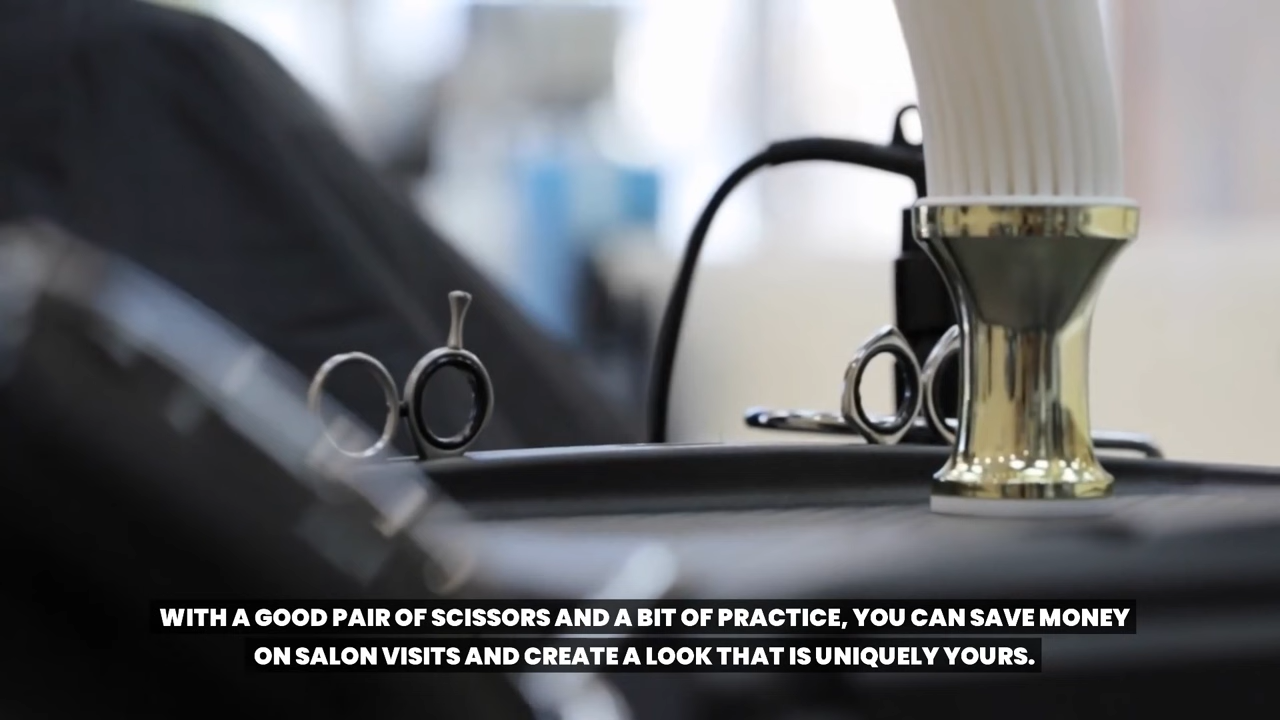 WITH A GOOD PAIR OF SCISSORS AND A BIT OF PRACTICE, YOU CAN SAVE MONEY
ON SALON VISITS AND CREATE A LOOK THAT IS UNIQUELY YOURS.